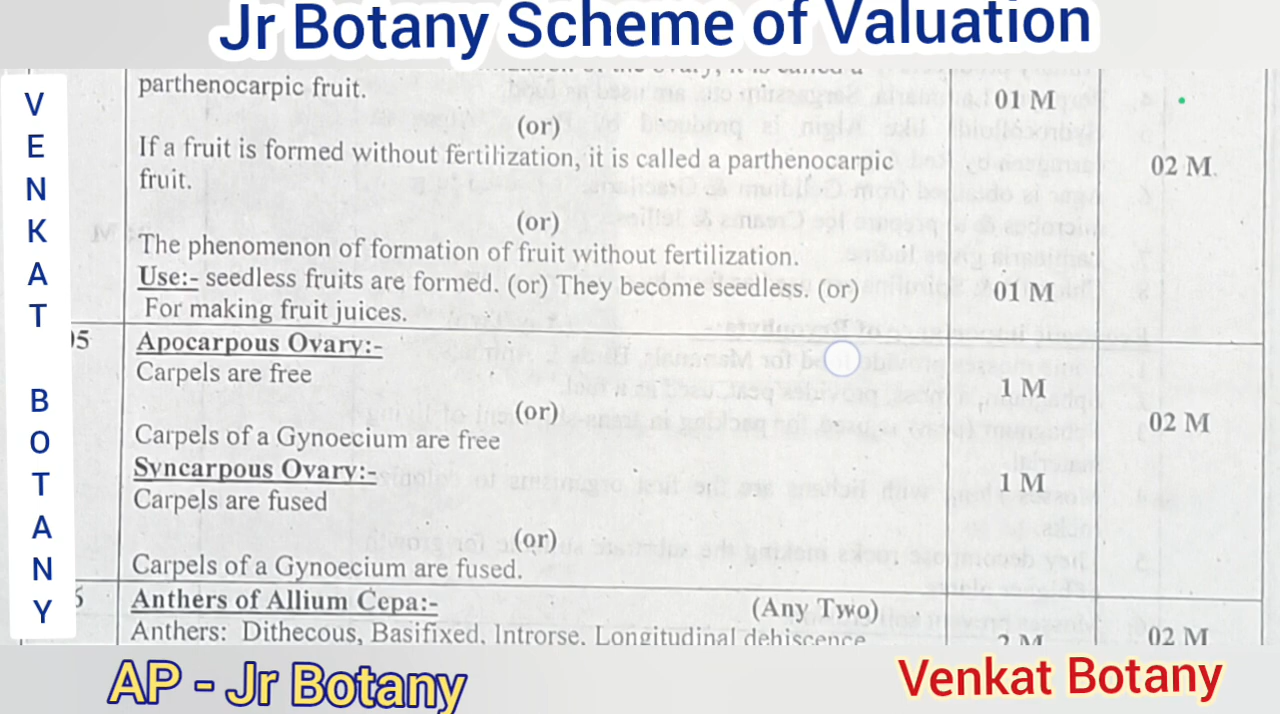 Jr Botany Scheme of Valuation
VENKAT BOTANY
parthenocarpic fruit.
01 M
(or)
If a fruit is formed without fertilization, it is called a parthenocarpic
fruit.
02 M.
(or)
The phenomenon of formation of fruit without fertilization.
Use:- seedless fruits are formed. (or) They become seedless. (or)
01 M
For making fruit juices.
05
Apocarpous Ovary:-
Carpels are free
1 M
(or)
02 M
Carpels of a Gynoecium are free
Syncarpous Ovary:-
1 M
Carpels are fused
(or)
Carpels of a Gynoecium are fused.
Anthers of Allium Cepa:- (Any Two)
Anthers: Dithecous, Basifixed, Introrse, Longitudinal dehiscence
2 M
02 M
AP - Jr Botany
Venkat Botany